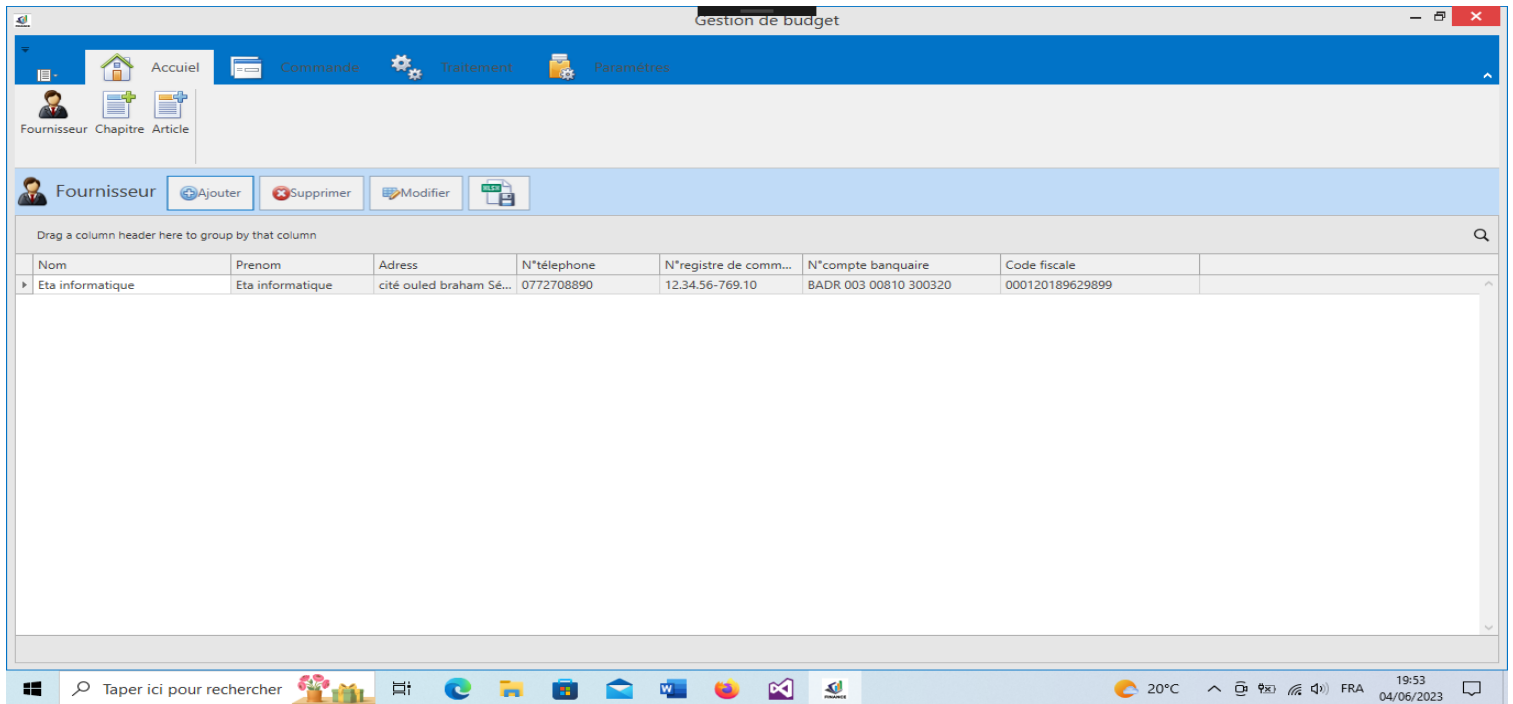 Gestion de budget
Accuiel Commande Traitement Paramètres
Fournisseur Chapitre Article
Fournisseur Ajouter Supprimer Modifier XLSX
Drag a column header here to group by that column
Nom Prenom Adress N°télephone N°registre de comm... N°compte banquaire Code fiscale
Eta informatique Eta informatique cité ouled braham Sé... 0772708890 12.34.56-769.10 BADR 003 00810 300320 000120189629899
Taper ici pour rechercher FINANCE 20°C FRA 19:53
04/06/2023